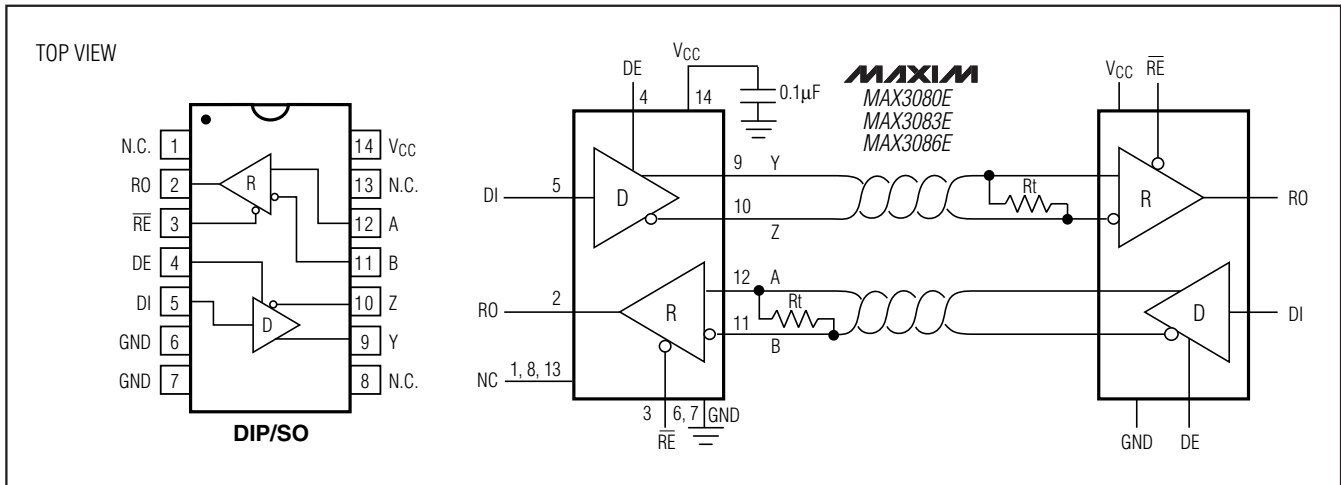 TOP VIEW
N.C. 1
RO 2
RE 3
DE 4
DI 5
GND 6
GND 7
14 VCC
13 N.C.
12 A
11 B
10 Z
9 Y
8 N.C.
R
D
DIP/SO
DE
4
VCC
14
0.1µF
MAXIM
MAX3080E
MAX3083E
MAX3086E
VCC
RE
DI
5
D
9 Y
10
Z
Rt
R
RO
RO
2
R
12 A
Rt
11
B
D
DI
NC
1, 8, 13
3
RE
6, 7
GND
GND
DE